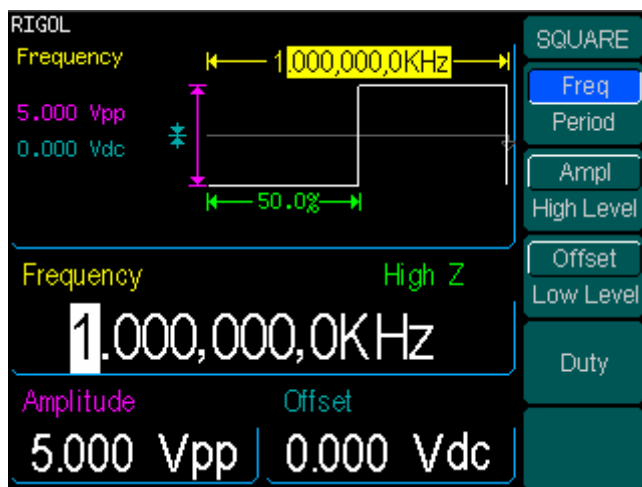 RIGOL
Frequency
1.000,000,0KHz
5.000 Vpp
0.000 Vdc
50.0%
Frequency
High Z
1.000,000,0KHz
Amplitude
Offset
5.000 Vpp
0.000 Vdc
SQUARE
Freq
Period
Ampl
High Level
Offset
Low Level
Duty